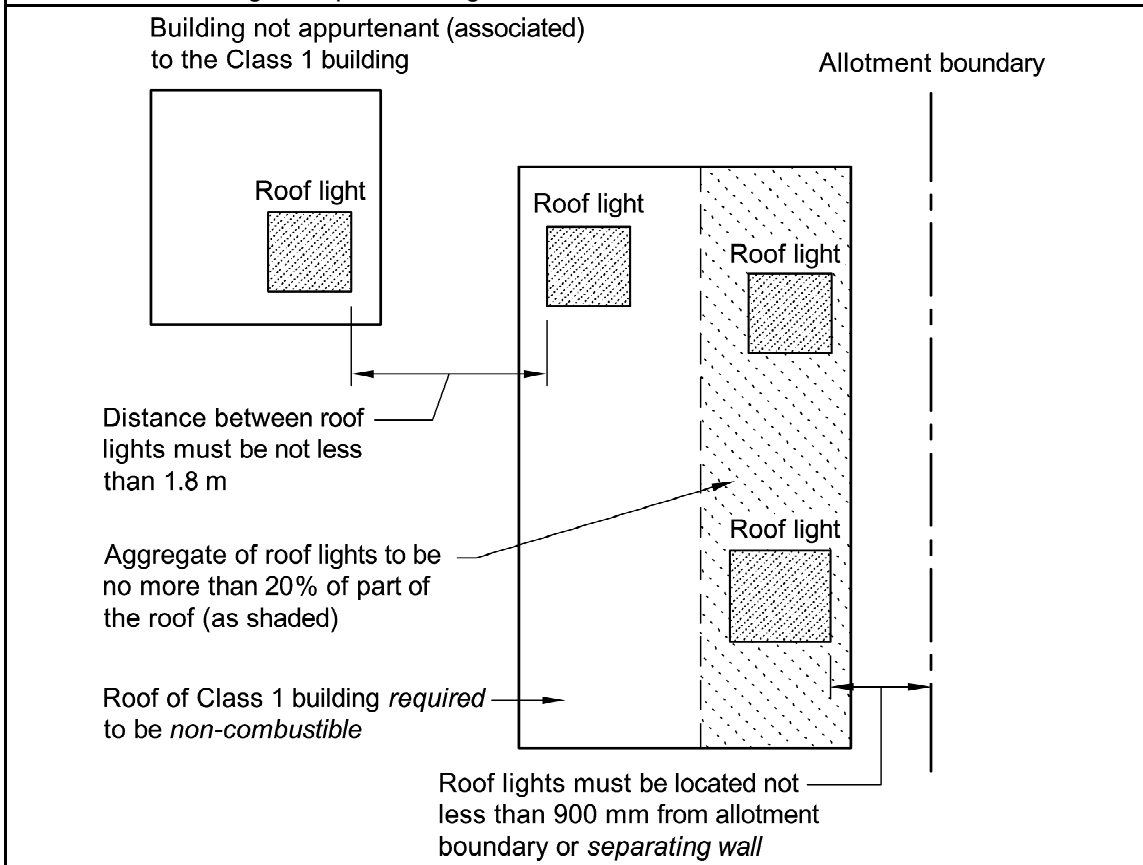 Building not appurtenant (associated)
to the Class 1 building
Allotment boundary
Roof light
Roof light
Roof light
Distance between roof
lights must be not less
than 1.8 m
Roof light
Aggregate of roof lights to be
no more than 20% of part of
the roof (as shaded)
Roof of Class 1 building required
to be non-combustible
Roof lights must be located not
less than 900 mm from allotment
boundary or separating wall